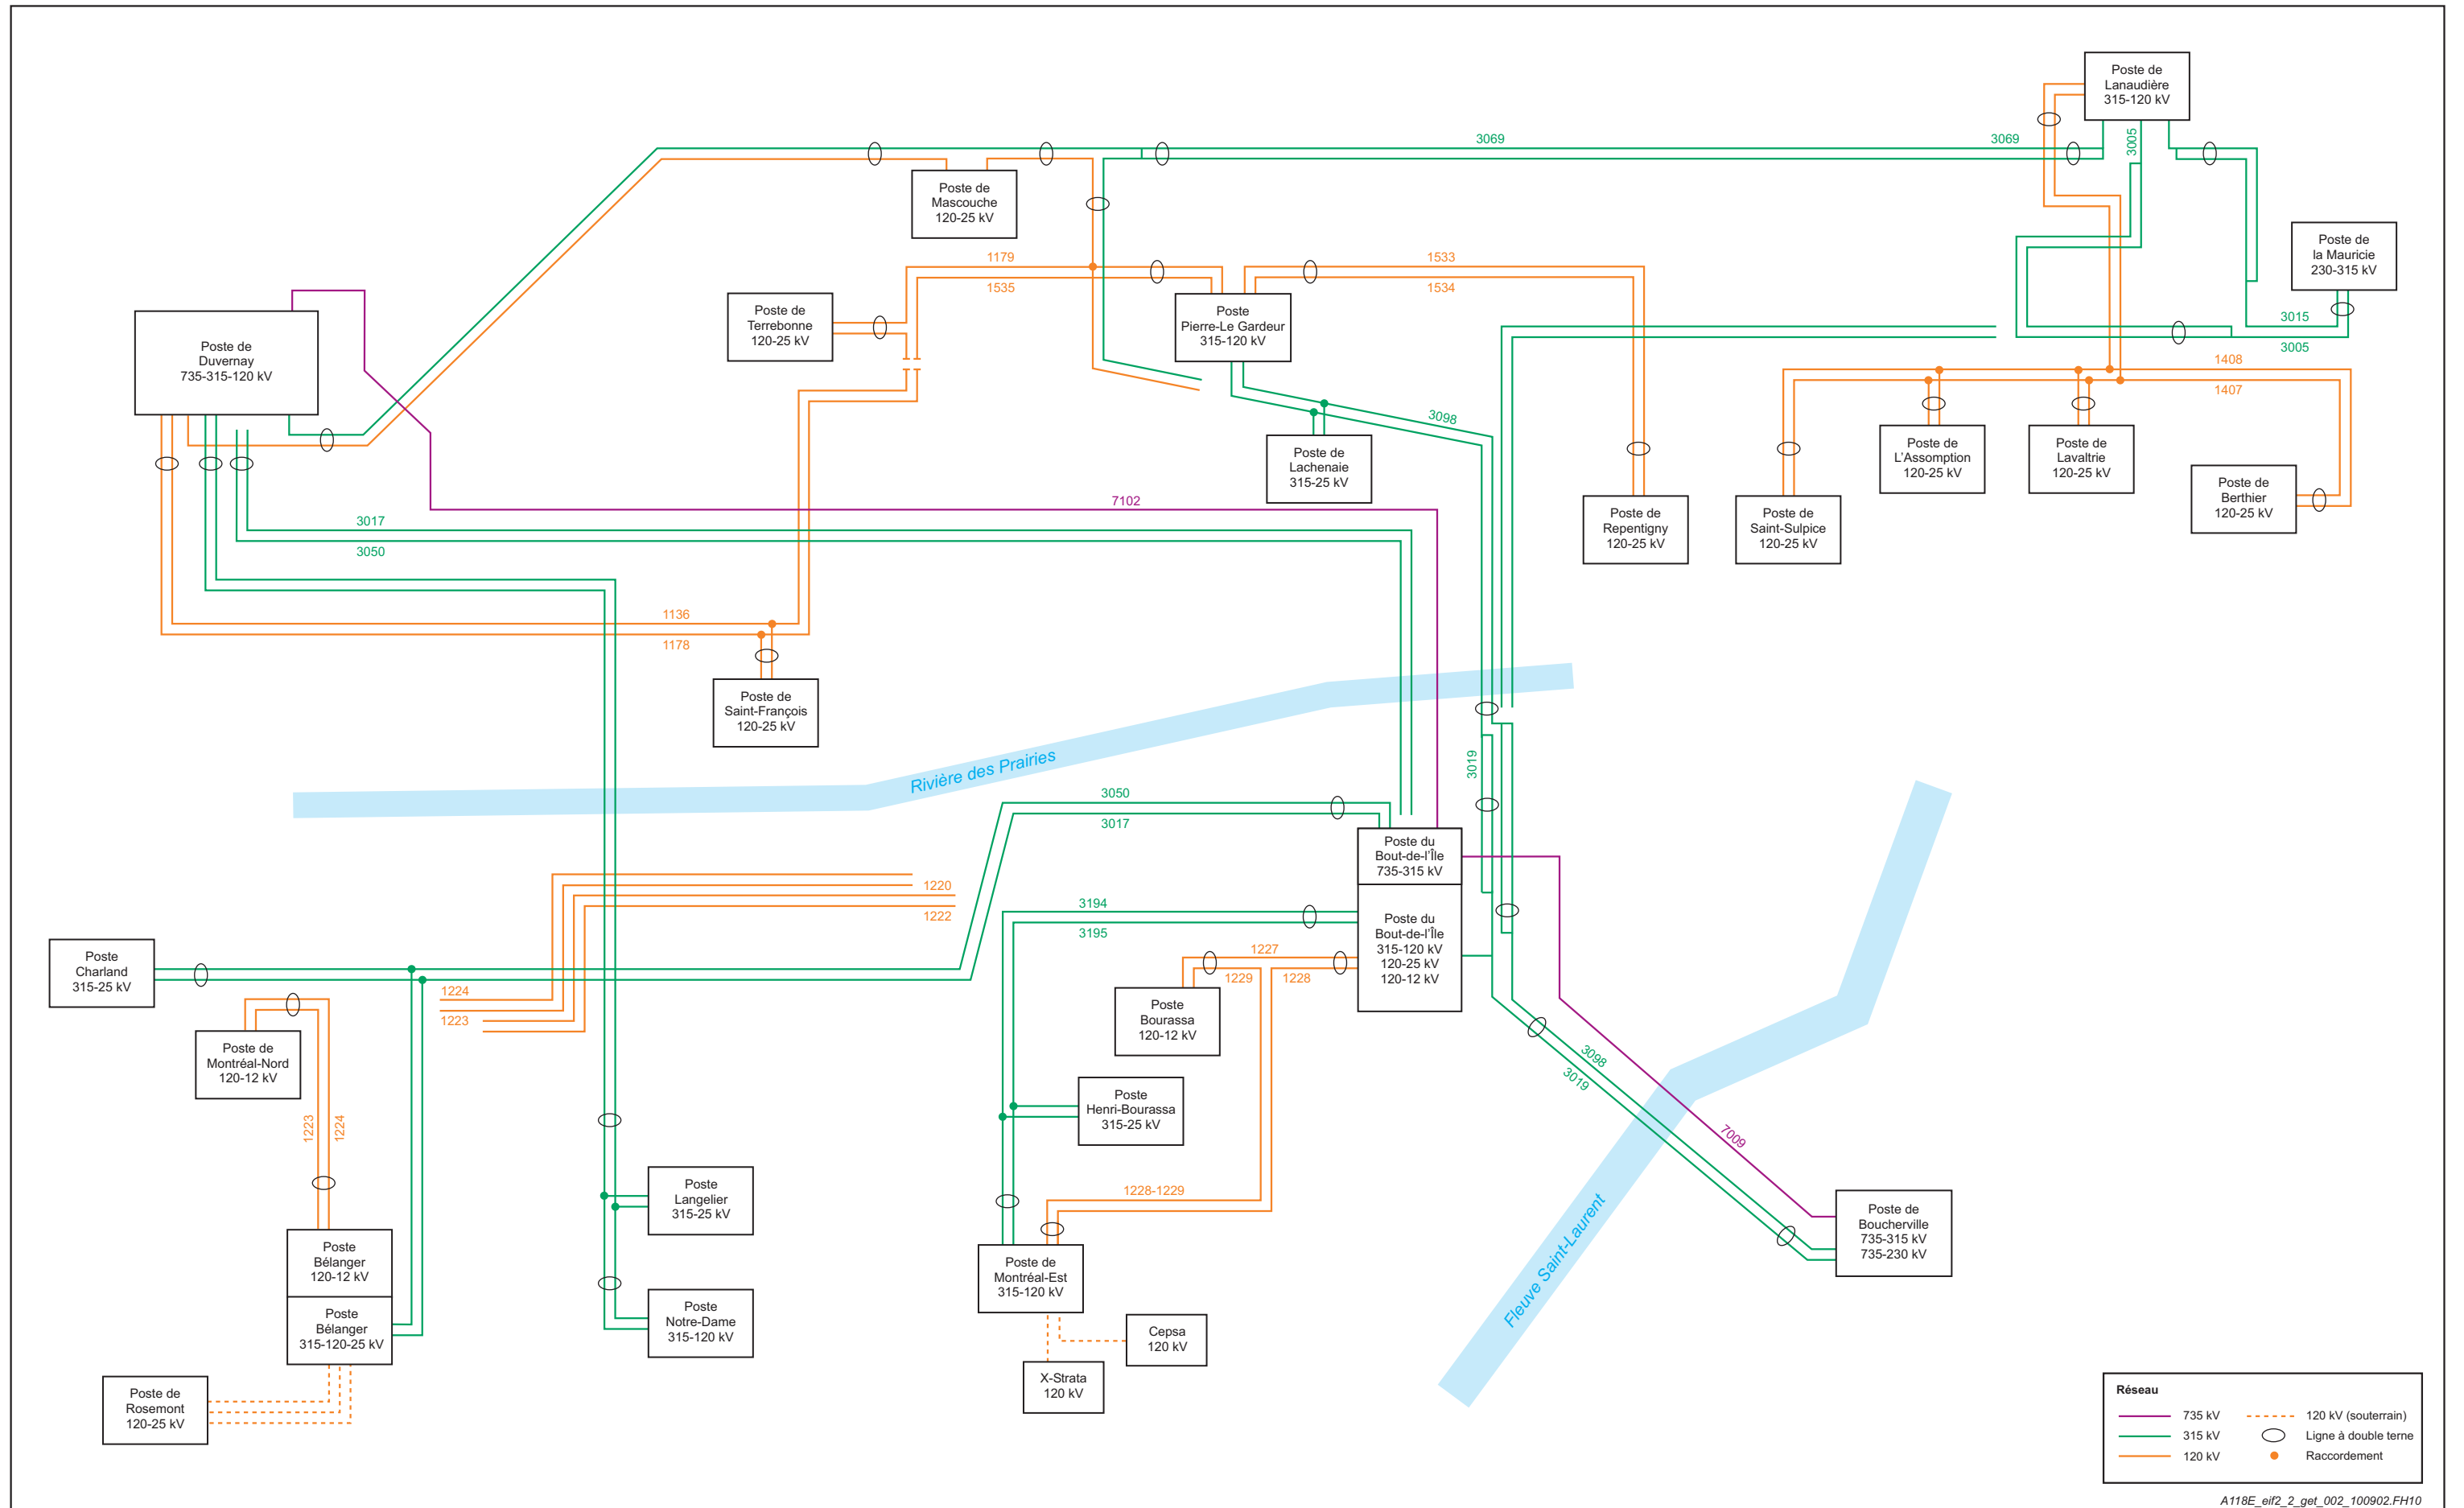 Poste de
Lanaudière
315-120 kV
3069
3069
3005
Poste de
Mascouche
120-25 kV
Poste de
la Mauricie
230-315 kV
1179
1535
1533
1534
Poste de
Terrebonne
120-25 kV
Poste
Pierre-Le Gardeur
315-120 kV
3015
3005
Poste de
Duvernay
735-315-120 kV
1408
1407
3098
Poste de
Lachenaie
315-25 kV
Poste de
L'Assomption
120-25 kV
Poste de
Lavaltrie
120-25 kV
Poste de
Berthier
120-25 kV
7102
Poste de
Repentigny
120-25 kV
Poste de
Saint-Sulpice
120-25 kV
3017
3050
1136
1178
Poste de
Saint-François
120-25 kV
Rivière des Prairies
3019
3050
3017
Poste du
Bout-de-l'Île
735-315 kV
1220
1222
3194
3195
Poste du
Bout-de-l'Île
315-120 kV
120-25 kV
120-12 kV
Poste
Charland
315-25 kV
1227
1229
1228
1224
1223
Poste
Bourassa
120-12 kV
Poste de
Montréal-Nord
120-12 kV
3098
3019
Poste
Henri-Bourassa
315-25 kV
1223
1224
7009
Poste
Langelier
315-25 kV
1228-1229
Poste de
Boucherville
735-315 kV
735-230 kV
Fleuve Saint-Laurent
Poste
Bélanger
120-12 kV
Poste de
Montréal-Est
315-120 kV
Poste
Bélanger
315-120-25 kV
Poste
Notre-Dame
315-120 kV
Cepsa
120 kV
X-Strata
120 kV
Poste de
Rosemont
120-25 kV
Réseau
735 kV
120 kV (souterrain)
315 kV
Ligne à double terne
120 kV
Raccordement
A118E_eif2_2_get_002_100902.FH10